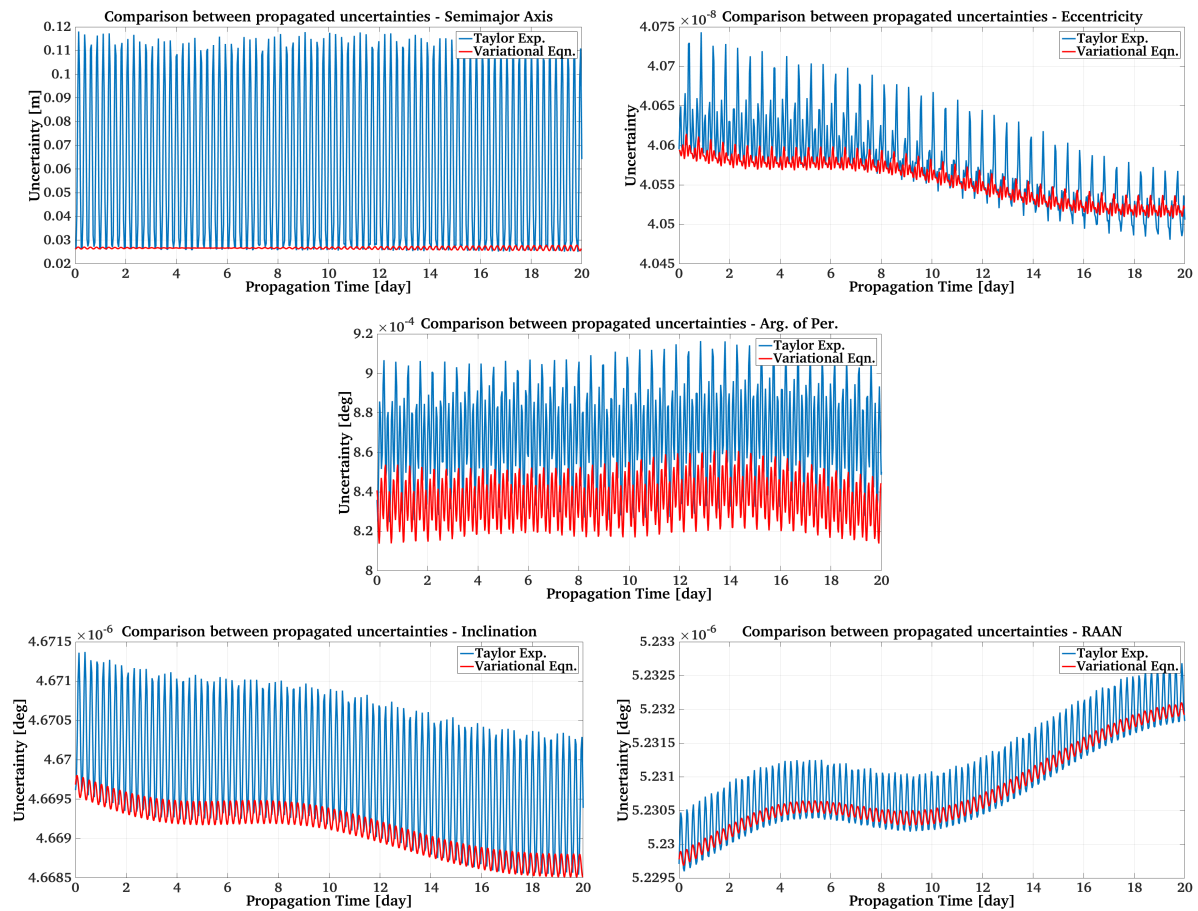 Comparison between propagated uncertainties - Semimajor Axis
0.12
0.11
0.1
0.09
0.08
0.07
0.06
0.05
0.04
0.03
0.02
Uncertainty [m]
Taylor Exp.
Variational Eqn.
0 2 4 6 8 10 12 14 16 18 20
Propagation Time [day]
×10-8 Comparison between propagated uncertainties - Eccentricity
4.075
4.07
4.065
4.06
4.055
4.05
4.045
Uncertainty
Taylor Exp.
Variational Eqn.
0 2 4 6 8 10 12 14 16 18 20
Propagation Time [day]
×10-4 Comparison between propagated uncertainties - Arg. of Per.
9.2
9
8.8
8.6
8.4
8.2
8
Uncertainty [deg]
Taylor Exp.
Variational Eqn.
0 2 4 6 8 10 12 14 16 18 20
Propagation Time [day]
×10-6 Comparison between propagated uncertainties - Inclination
4.6715
4.671
4.6705
4.67
4.6695
4.669
4.6685
Uncertainty [deg]
Taylor Exp.
Variational Eqn.
0 2 4 6 8 10 12 14 16 18 20
Propagation Time [day]
×10-6 Comparison between propagated uncertainties - RAAN
5.233
5.2325
5.232
5.2315
5.231
5.2305
5.23
5.2295
Uncertainty [deg]
Taylor Exp.
Variational Eqn.
0 2 4 6 8 10 12 14 16 18 20
Propagation Time [day]